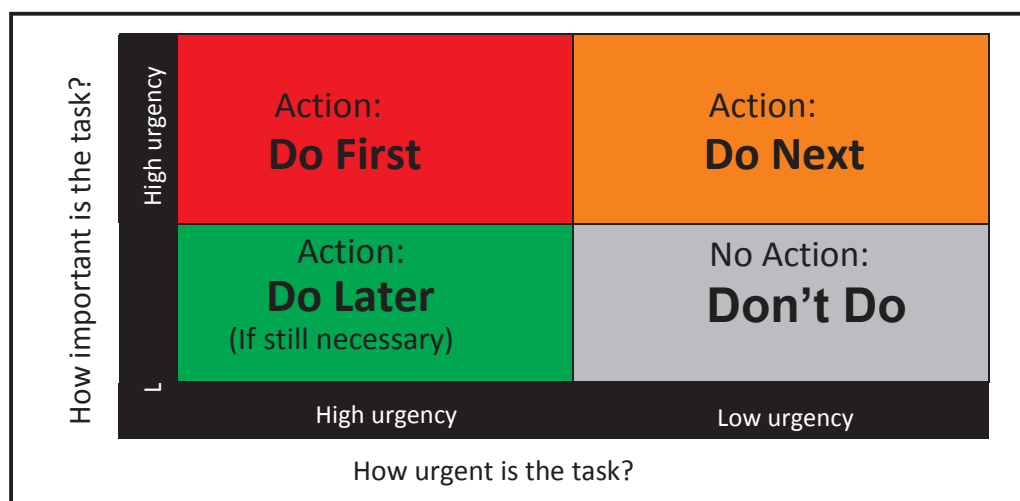 How important is the task?
High urgency
L
Action:
Do First
Action:
Do Next
Action:
Do Later
(If still necessary)
No Action:
Don't Do
High urgency
Low urgency
How urgent is the task?